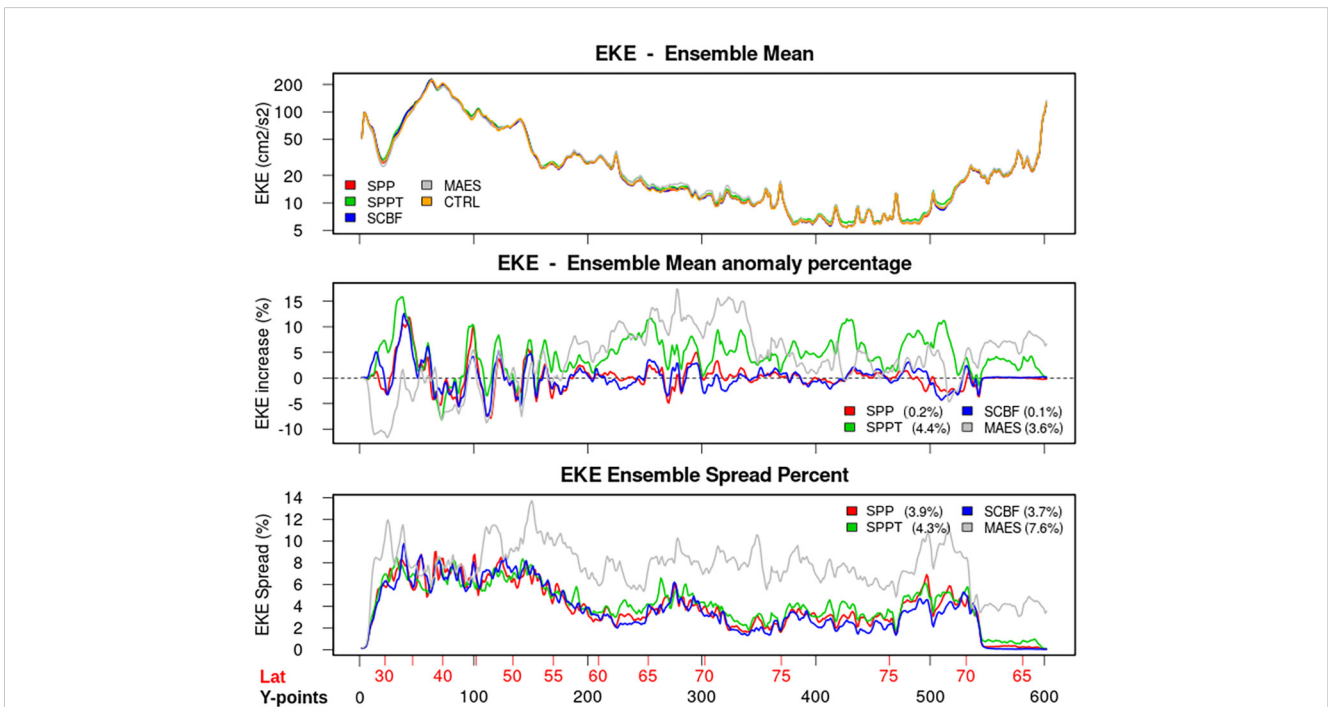 EKE - Ensemble Mean
EKE (cm2/s2)
200
100
50
20
10
5
SPP MAES
SPPT CTRL
SCBF
EKE - Ensemble Mean anomaly percentage
EKE increase (%)
15
10
5
0
-5
-10
SPP (0.2%) SCBF (0.1%)
SPPT (4.4%) MAES (3.6%)
EKE Ensemble Spread Percent
EKE Spread (%)
14
12
10
8
6
4
2
0
SPP (3.9%) SCBF (3.7%)
SPPT (4.3%) MAES (7.6%)
Lat 30 40 50 55 60 65 70 75 75 70 65
Y-points 0 100 200 300 400 500 600